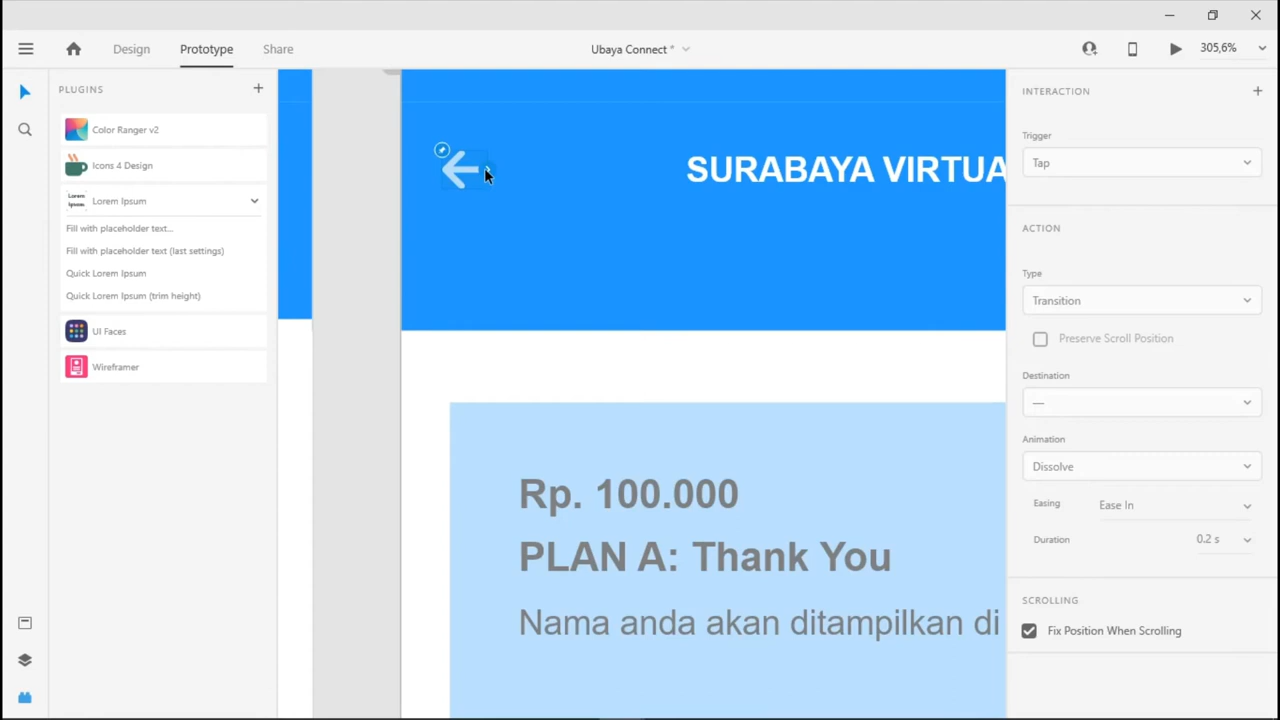 Design Prototype Share Ubaya Connect * 305,6%
PLUGINS
Color Ranger v2
Icons 4 Design
Lorem Ipsum
Lorem Ipsum
Fill with placeholder text...
Fill with placeholder text (last settings)
Quick Lorem Ipsum
Quick Lorem Ipsum (trim height)
UI Faces
Wireframer
SURABAYA VIRTUA
Rp. 100.000
PLAN A: Thank You
Nama anda akan ditampilkan di
INTERACTION
Trigger
Tap
ACTION
Type
Transition
Preserve Scroll Position
Destination
—
Animation
Dissolve
Easing Ease In
Duration 0.2 s
SCROLLING
Fix Position When Scrolling